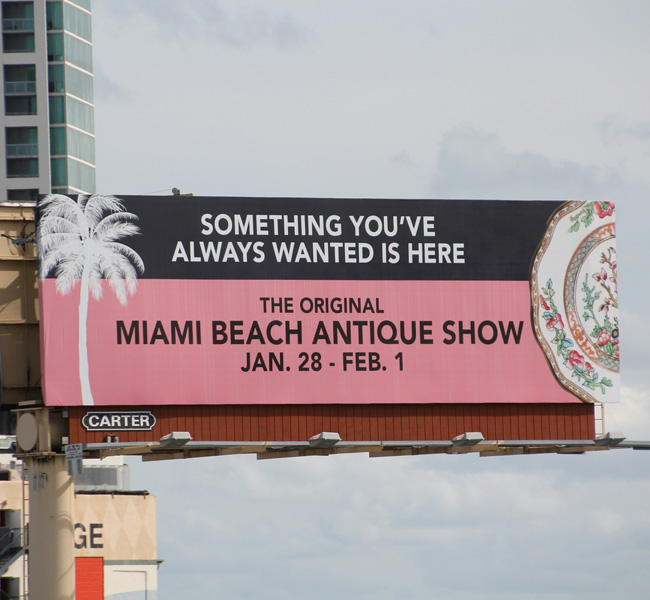 SOMETHING YOU'VE
ALWAYS WANTED IS HERE
THE ORIGINAL
MIAMI BEACH ANTIQUE SHOW
JAN. 28 - FEB. 1
CARTER
GE